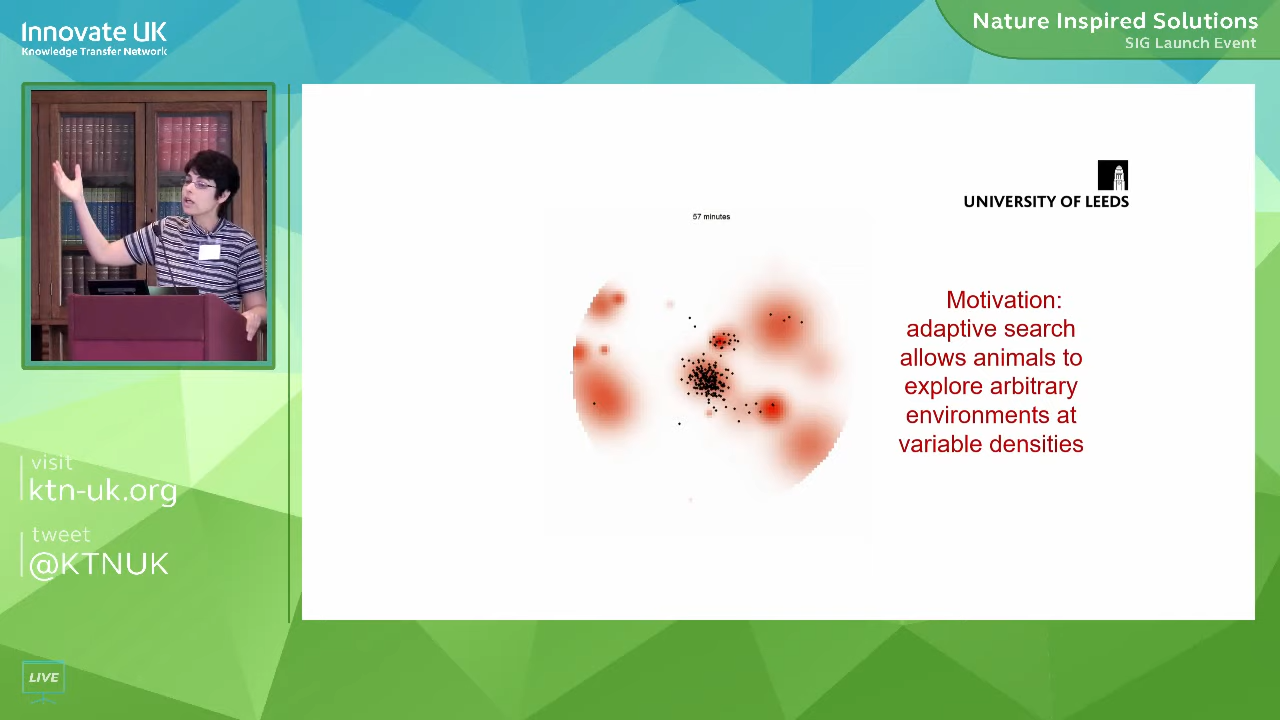 Innovate UK
Knowledge Transfer Network
Nature Inspired Solutions
SIG Launch Event
UNIVERSITY OF LEEDS
57 minutes
Motivation:
adaptive search
allows animals to
explore arbitrary
environments at
variable densities
visit
ktn-uk.org
tweet
@KTNUK
LIVE